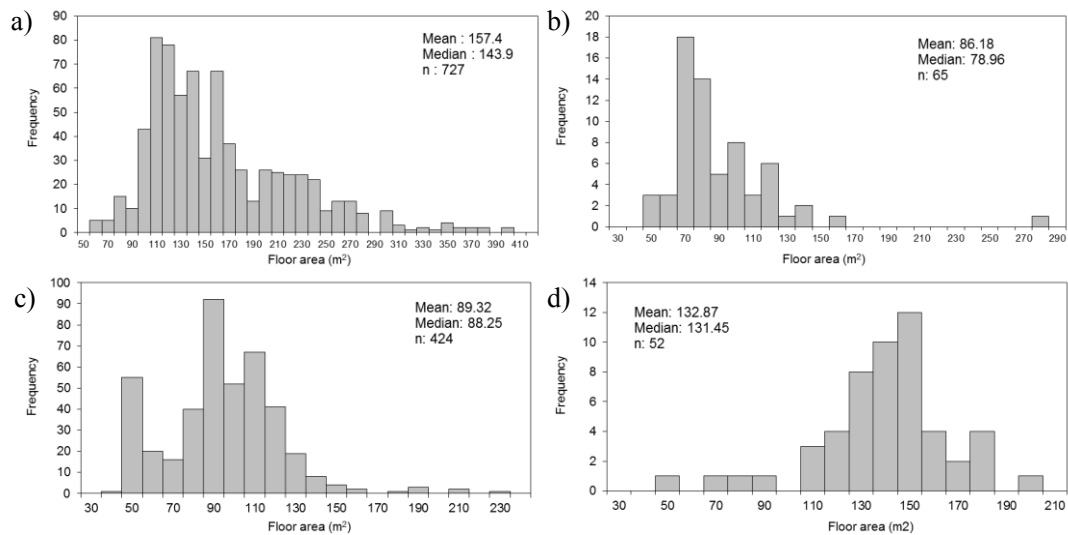 a)
90
80
70
60
50
40
30
20
10
0
Frequency
Mean : 157.4
Median : 143.9
n : 727
50 70 90 110 130 150 170 190 210 230 250 270 290 310 330 350 370 390 410
Floor area (m²)
b)
20
18
16
14
12
10
8
6
4
2
0
Frequency
Mean: 86.18
Median: 78.96
n: 65
30 50 70 90 110 130 150 170 190 210 230 250 270 290
Floor area (m²)
c)
100
90
80
70
60
50
40
30
20
10
0
Frequency
Mean: 89.32
Median: 88.25
n: 424
30 50 70 90 110 130 150 170 190 210 230
Floor area (m²)
d)
14
12
10
8
6
4
2
0
Frequency
Mean: 132.87
Median: 131.45
n: 52
30 50 70 90 110 130 150 170 190 210
Floor area (m2)